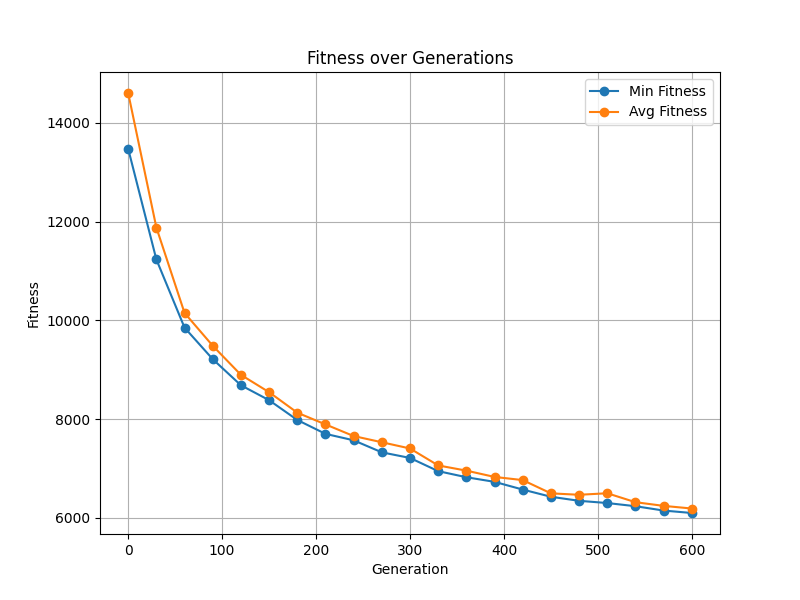 Fitness over Generations
Min Fitness
Avg Fitness
14000
12000
10000
8000
6000
Fitness
0 100 200 300 400 500 600
Generation